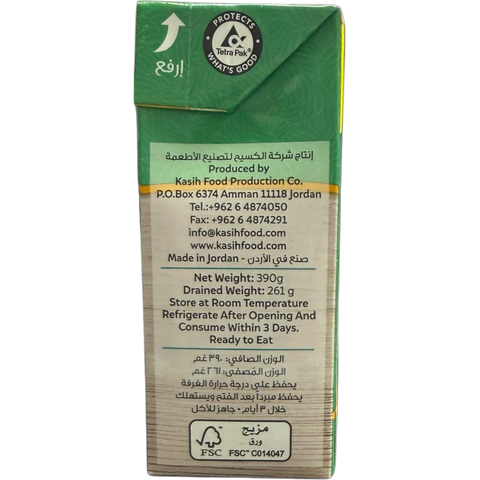 PROTECTS
Tetra Pak®
WHAT'S GOOD
إرفع
إنتاج شركة الكسيح لتصنيع الأطعمة
Produced by
Kasih Food Production Co.
P.O.Box 6374 Amman 11118 Jordan
Tel.:+962 6 4874050
Fax: +962 6 4874291
info@kasihfood.com
www.kasihfood.com
Made in Jordan - صنع في الأردن
Net Weight: 390g
Drained Weight: 261 g
Store at Room Temperature
Refrigerate After Opening And
Consume Within 3 Days.
Ready to Eat
الوزن الصافي: ٣٩٠ غم
الوزن المُصفى: ٢٦١ غم
يحفظ على درجة حرارة الغرفة
يحفظ مبرداً بعد الفتح ويستهلك
خلال ٣ أيام • جاهز للأكل
مزيج
ورق
FSC
FSC™ C014047